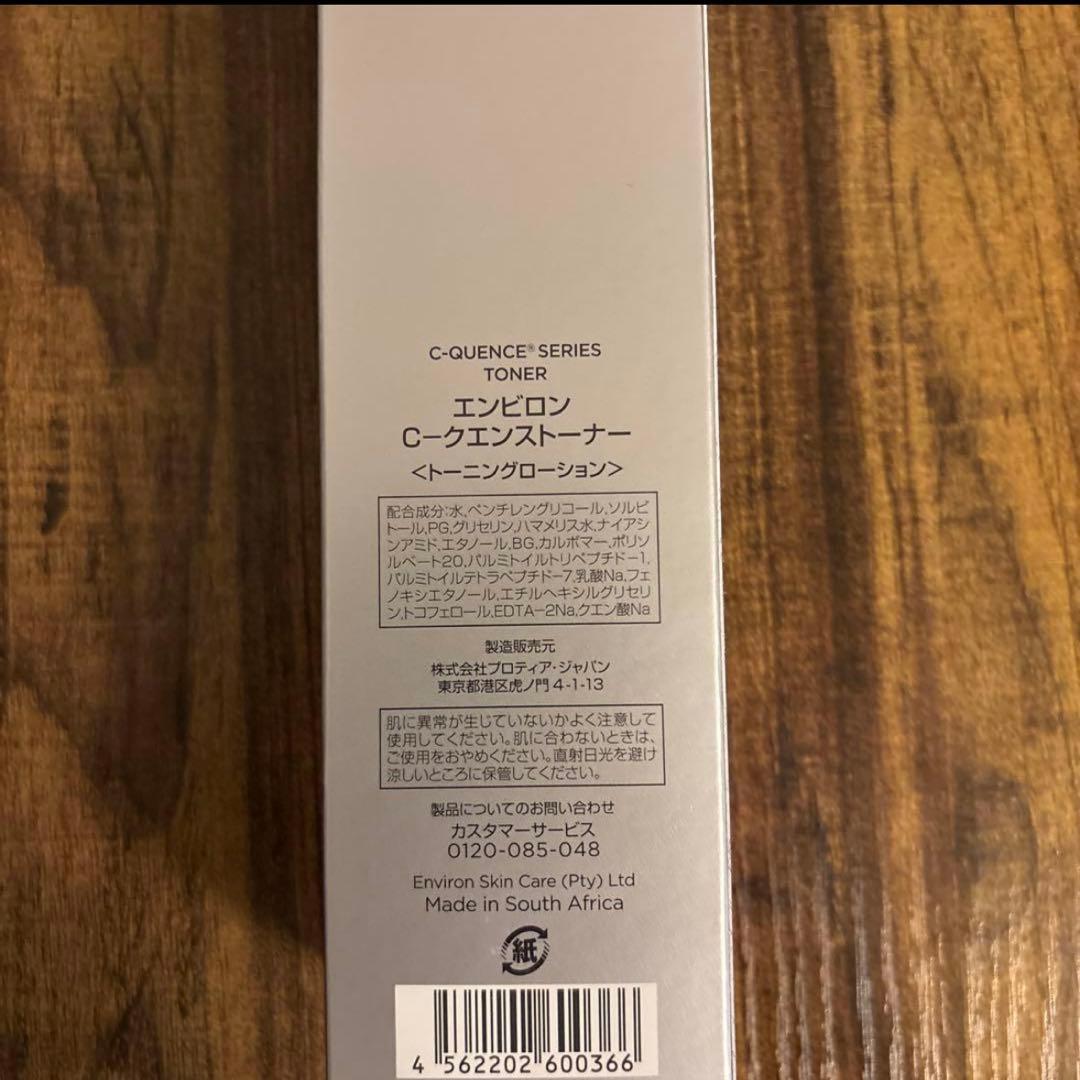 C-QUENCE® SERIES
TONER
エンビロン
C−クエンストーナー
＜トーニングローション＞
配合成分:水,ペンチレングリコール,ソルビ
トール,PG,グリセリン,ハマメリス水,ナイアシ
ンアミド,エタノール,BG,カルボマー,ポリソ
ルベート20,パルミトイルトリペプチド−1,
パルミトイルテトラペプチド−7,乳酸Na,フェ
ノキシエタノール,エチルヘキシルグリセリ
ン,トコフェロール,EDTA−2Na,クエン酸Na
製造販売元
株式会社プロティア・ジャパン
東京都港区虎ノ門4-1-13
肌に異常が生じていないかよく注意して
使用してください。肌に合わないときは、
ご使用をおやめください。直射日光を避け
涼しいところに保管してください。
製品についてのお問い合わせ
カスタマーサービス
0120-085-048
Environ Skin Care (Pty) Ltd
Made in South Africa
紙
4 562202 600366